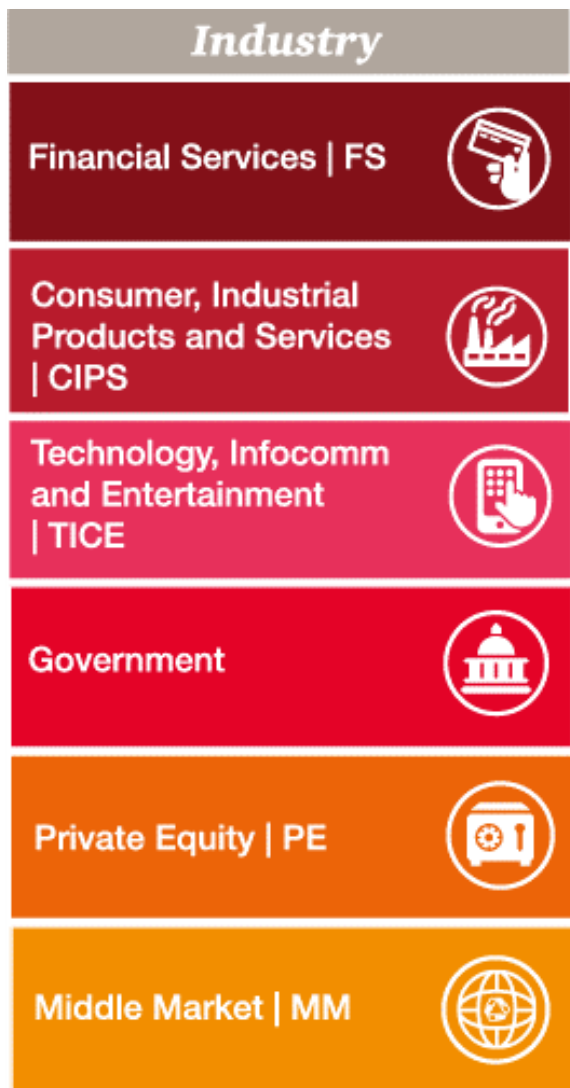 Industry
Financial Services | FS
Consumer, Industrial
Products and Services
| CIPS
Technology, Infocomm
and Entertainment
| TICE
Government
Private Equity | PE
Middle Market | MM